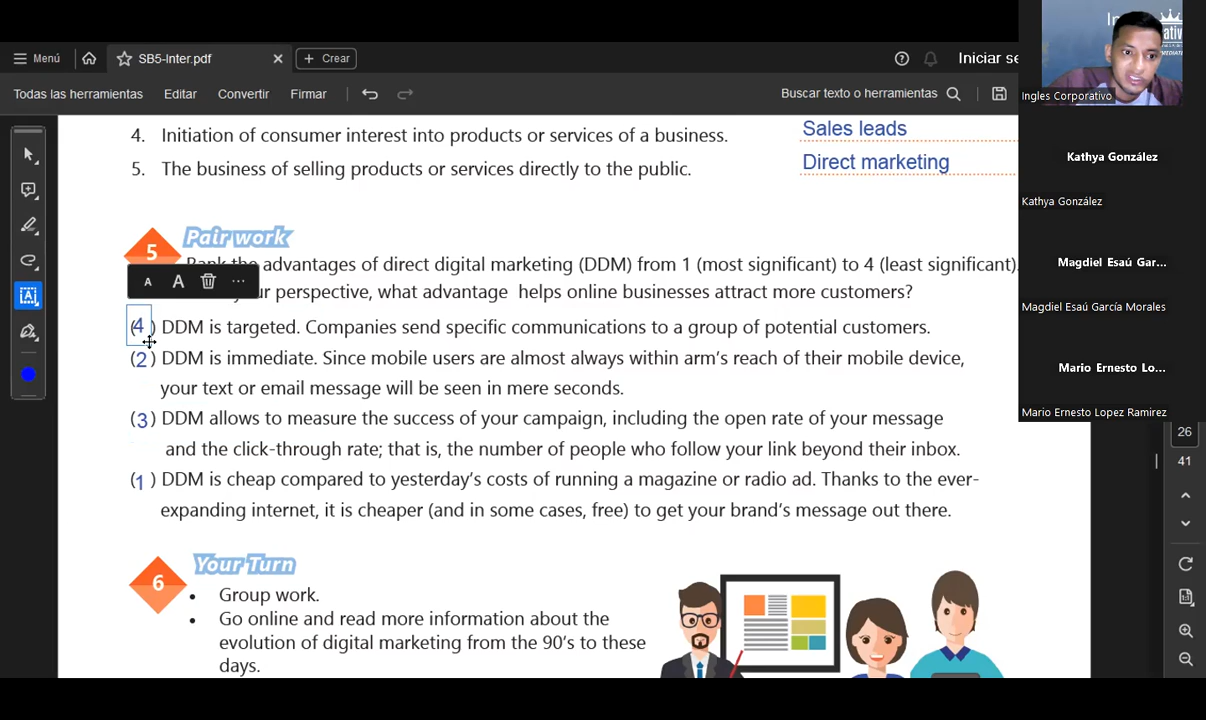 Menú
SB5-Inter.pdf
Crear
Iniciar se
Todas las herramientas
Editar
Convertir
Firmar
Buscar texto o herramientas
4. Initiation of consumer interest into products or services of a business.
Sales leads
5. The business of selling products or services directly to the public.
Direct marketing
5
Pair work
Rank the advantages of direct digital marketing (DDM) from 1 (most significant) to 4 (least significant).
perspective, what advantage helps online businesses attract more customers?
A A
(4) DDM is targeted. Companies send specific communications to a group of potential customers.
(2) DDM is immediate. Since mobile users are almost always within arm's reach of their mobile device,
your text or email message will be seen in mere seconds.
(3) DDM allows to measure the success of your campaign, including the open rate of your message
and the click-through rate; that is, the number of people who follow your link beyond their inbox.
(1) DDM is cheap compared to yesterday's costs of running a magazine or radio ad. Thanks to the ever-
expanding internet, it is cheaper (and in some cases, free) to get your brand's message out there.
6
Your Turn
• Group work.
• Go online and read more information about the
evolution of digital marketing from the 90's to these
days.
Ingles Corporativo
Kathya González
Kathya González
Magdiel Esaú Gar...
Magdiel Esaú García Morales
Mario Ernesto Lo...
Mario Ernesto Lopez Ramirez
26
41